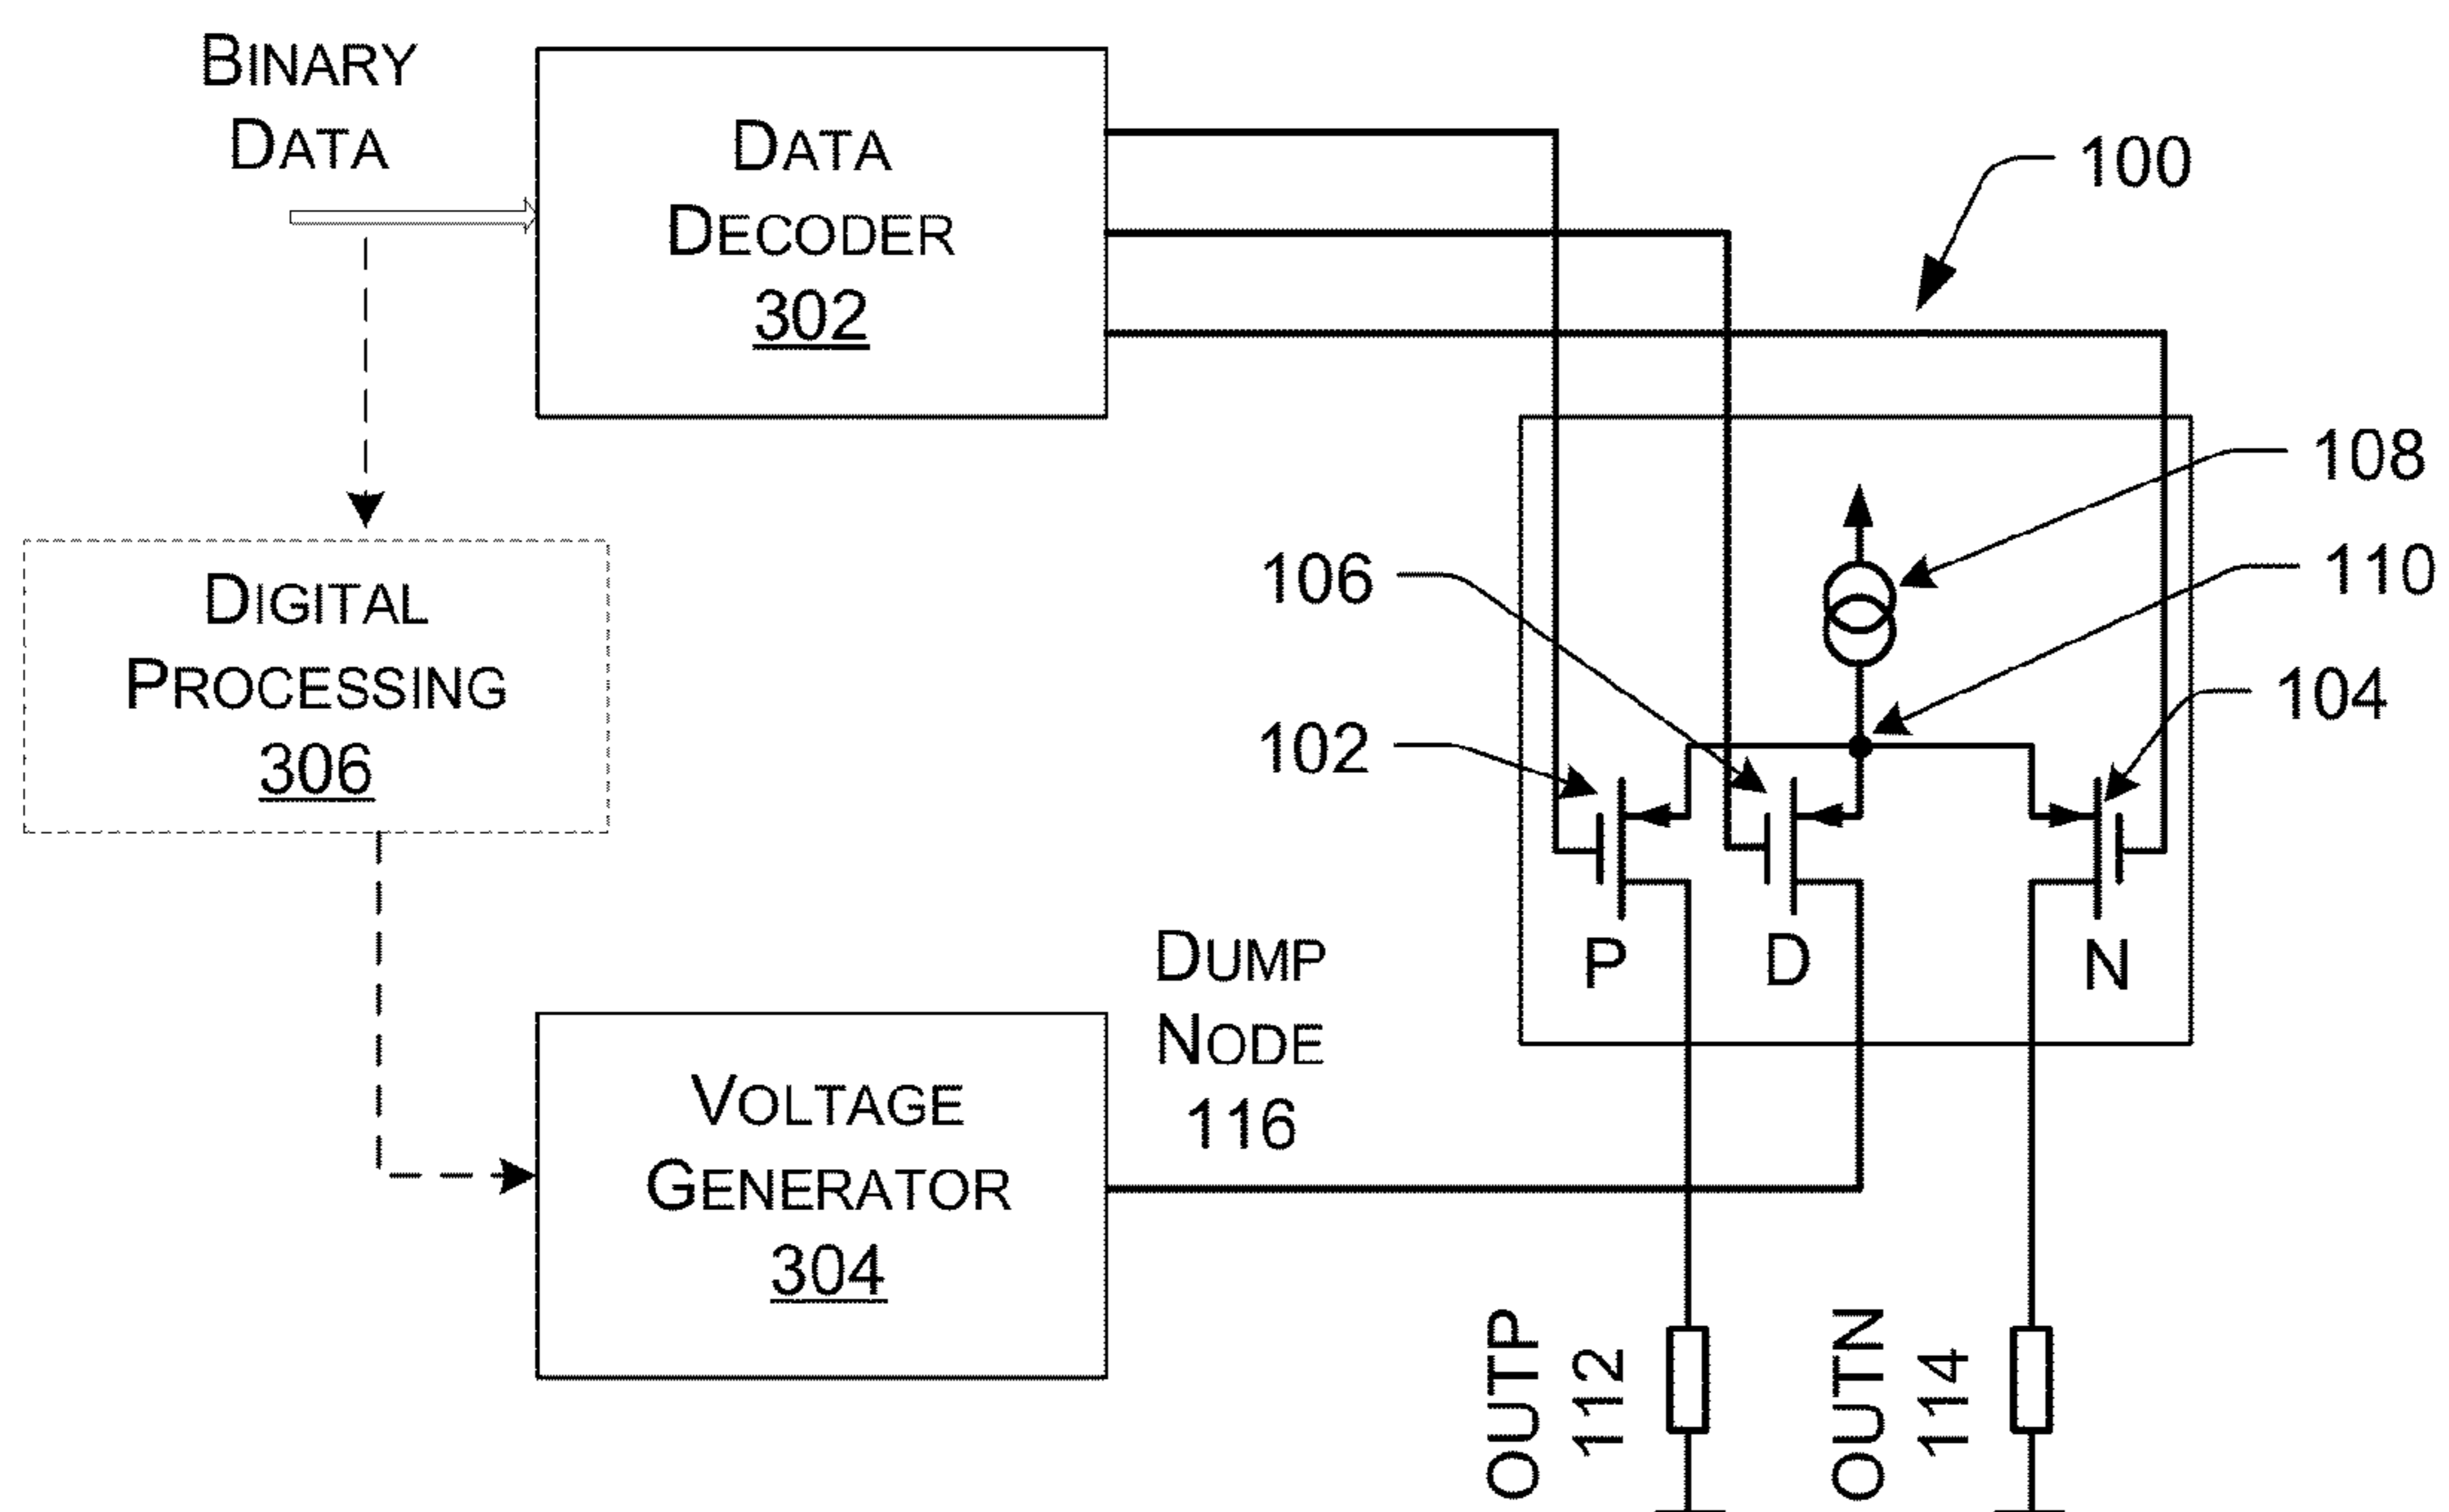 BINARY
DATA
DATA
DECODER
302
100
108
106
110
DIGITAL
PROCESSING
306
102
104
P
D
N
DUMP
NODE
116
VOLTAGE
GENERATOR
304
OUTP
112
OUTN
114